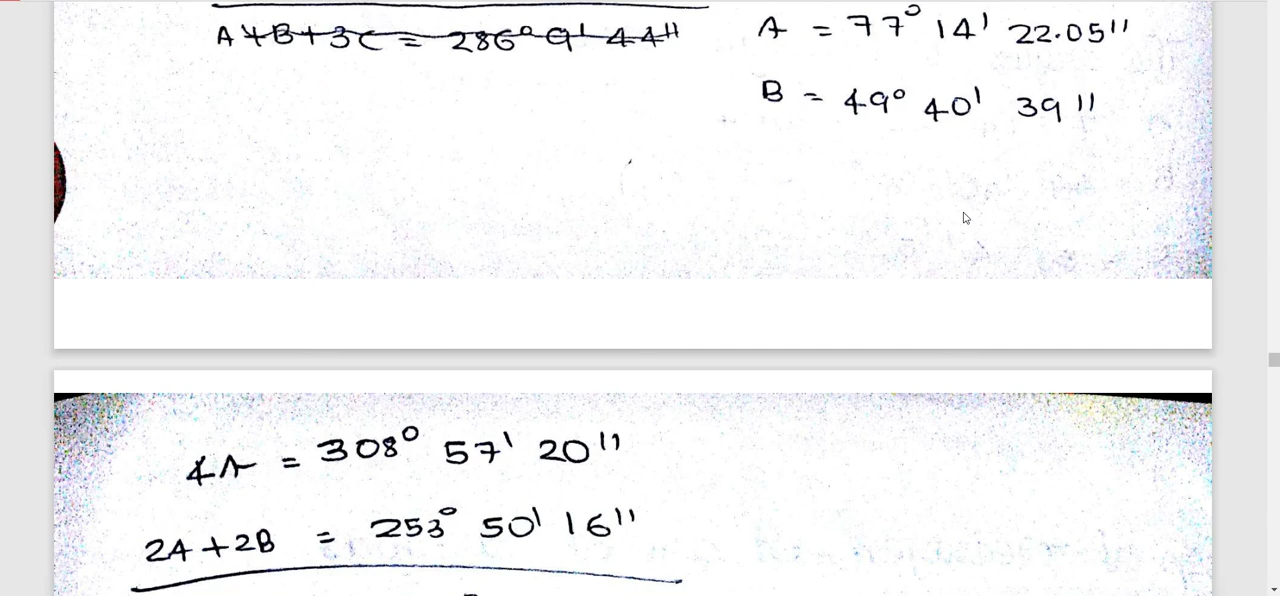 A+B+3C = 286° 9' 44"
A = 77° 14' 22.05"
B = 49° 40' 39"
4A = 308° 57' 20"
2A + 2B = 253° 50' 16"